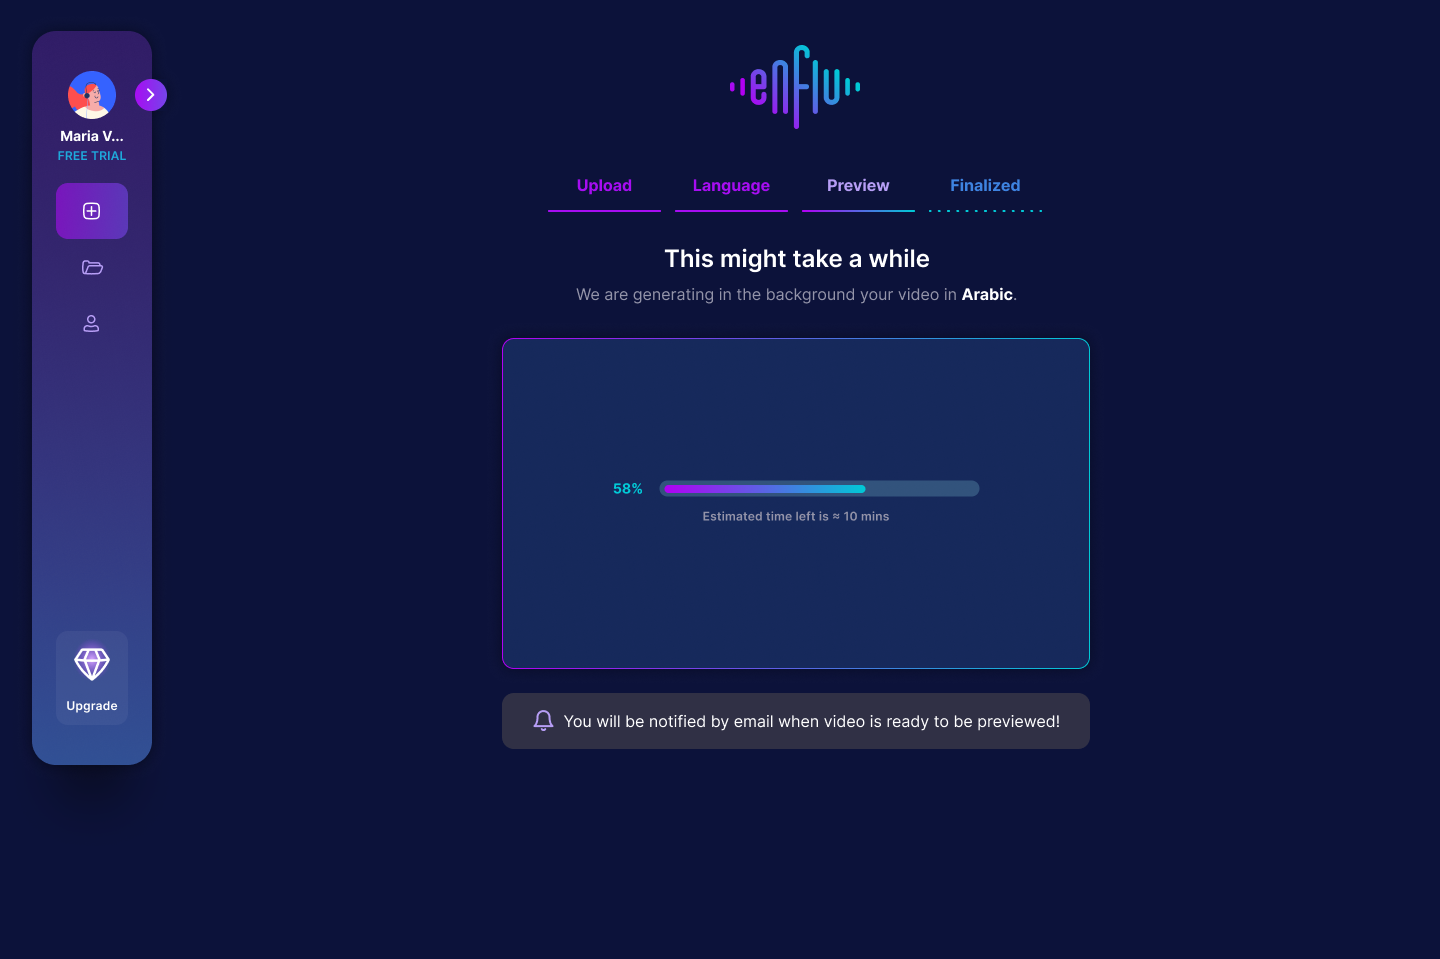 Maria V...
FREE TRIAL
Upgrade
enflu
Upload
Language
Preview
Finalized
This might take a while
We are generating in the background your video in Arabic.
58%
Estimated time left is ≈ 10 mins
You will be notified by email when video is ready to be previewed!